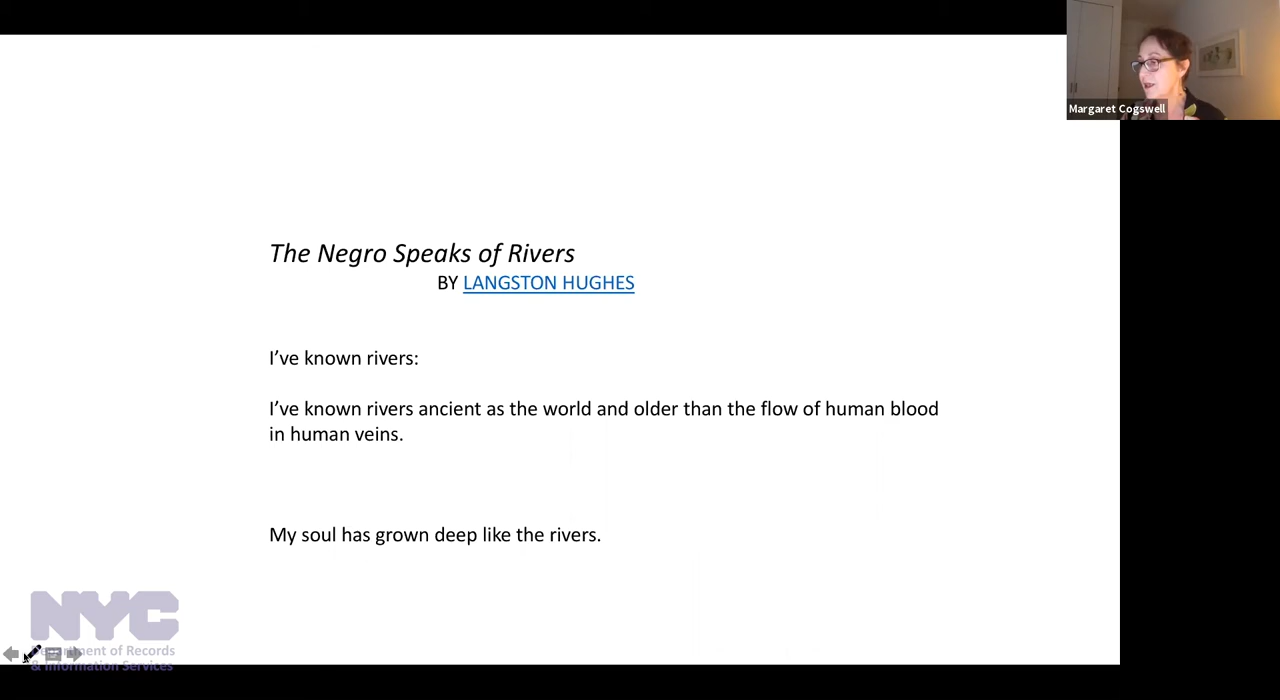 Margaret Cogswell
The Negro Speaks of Rivers
BY LANGSTON HUGHES
I’ve known rivers:
I’ve known rivers ancient as the world and older than the flow of human blood
in human veins.
My soul has grown deep like the rivers.
NYC
Department of Records
& Information Services